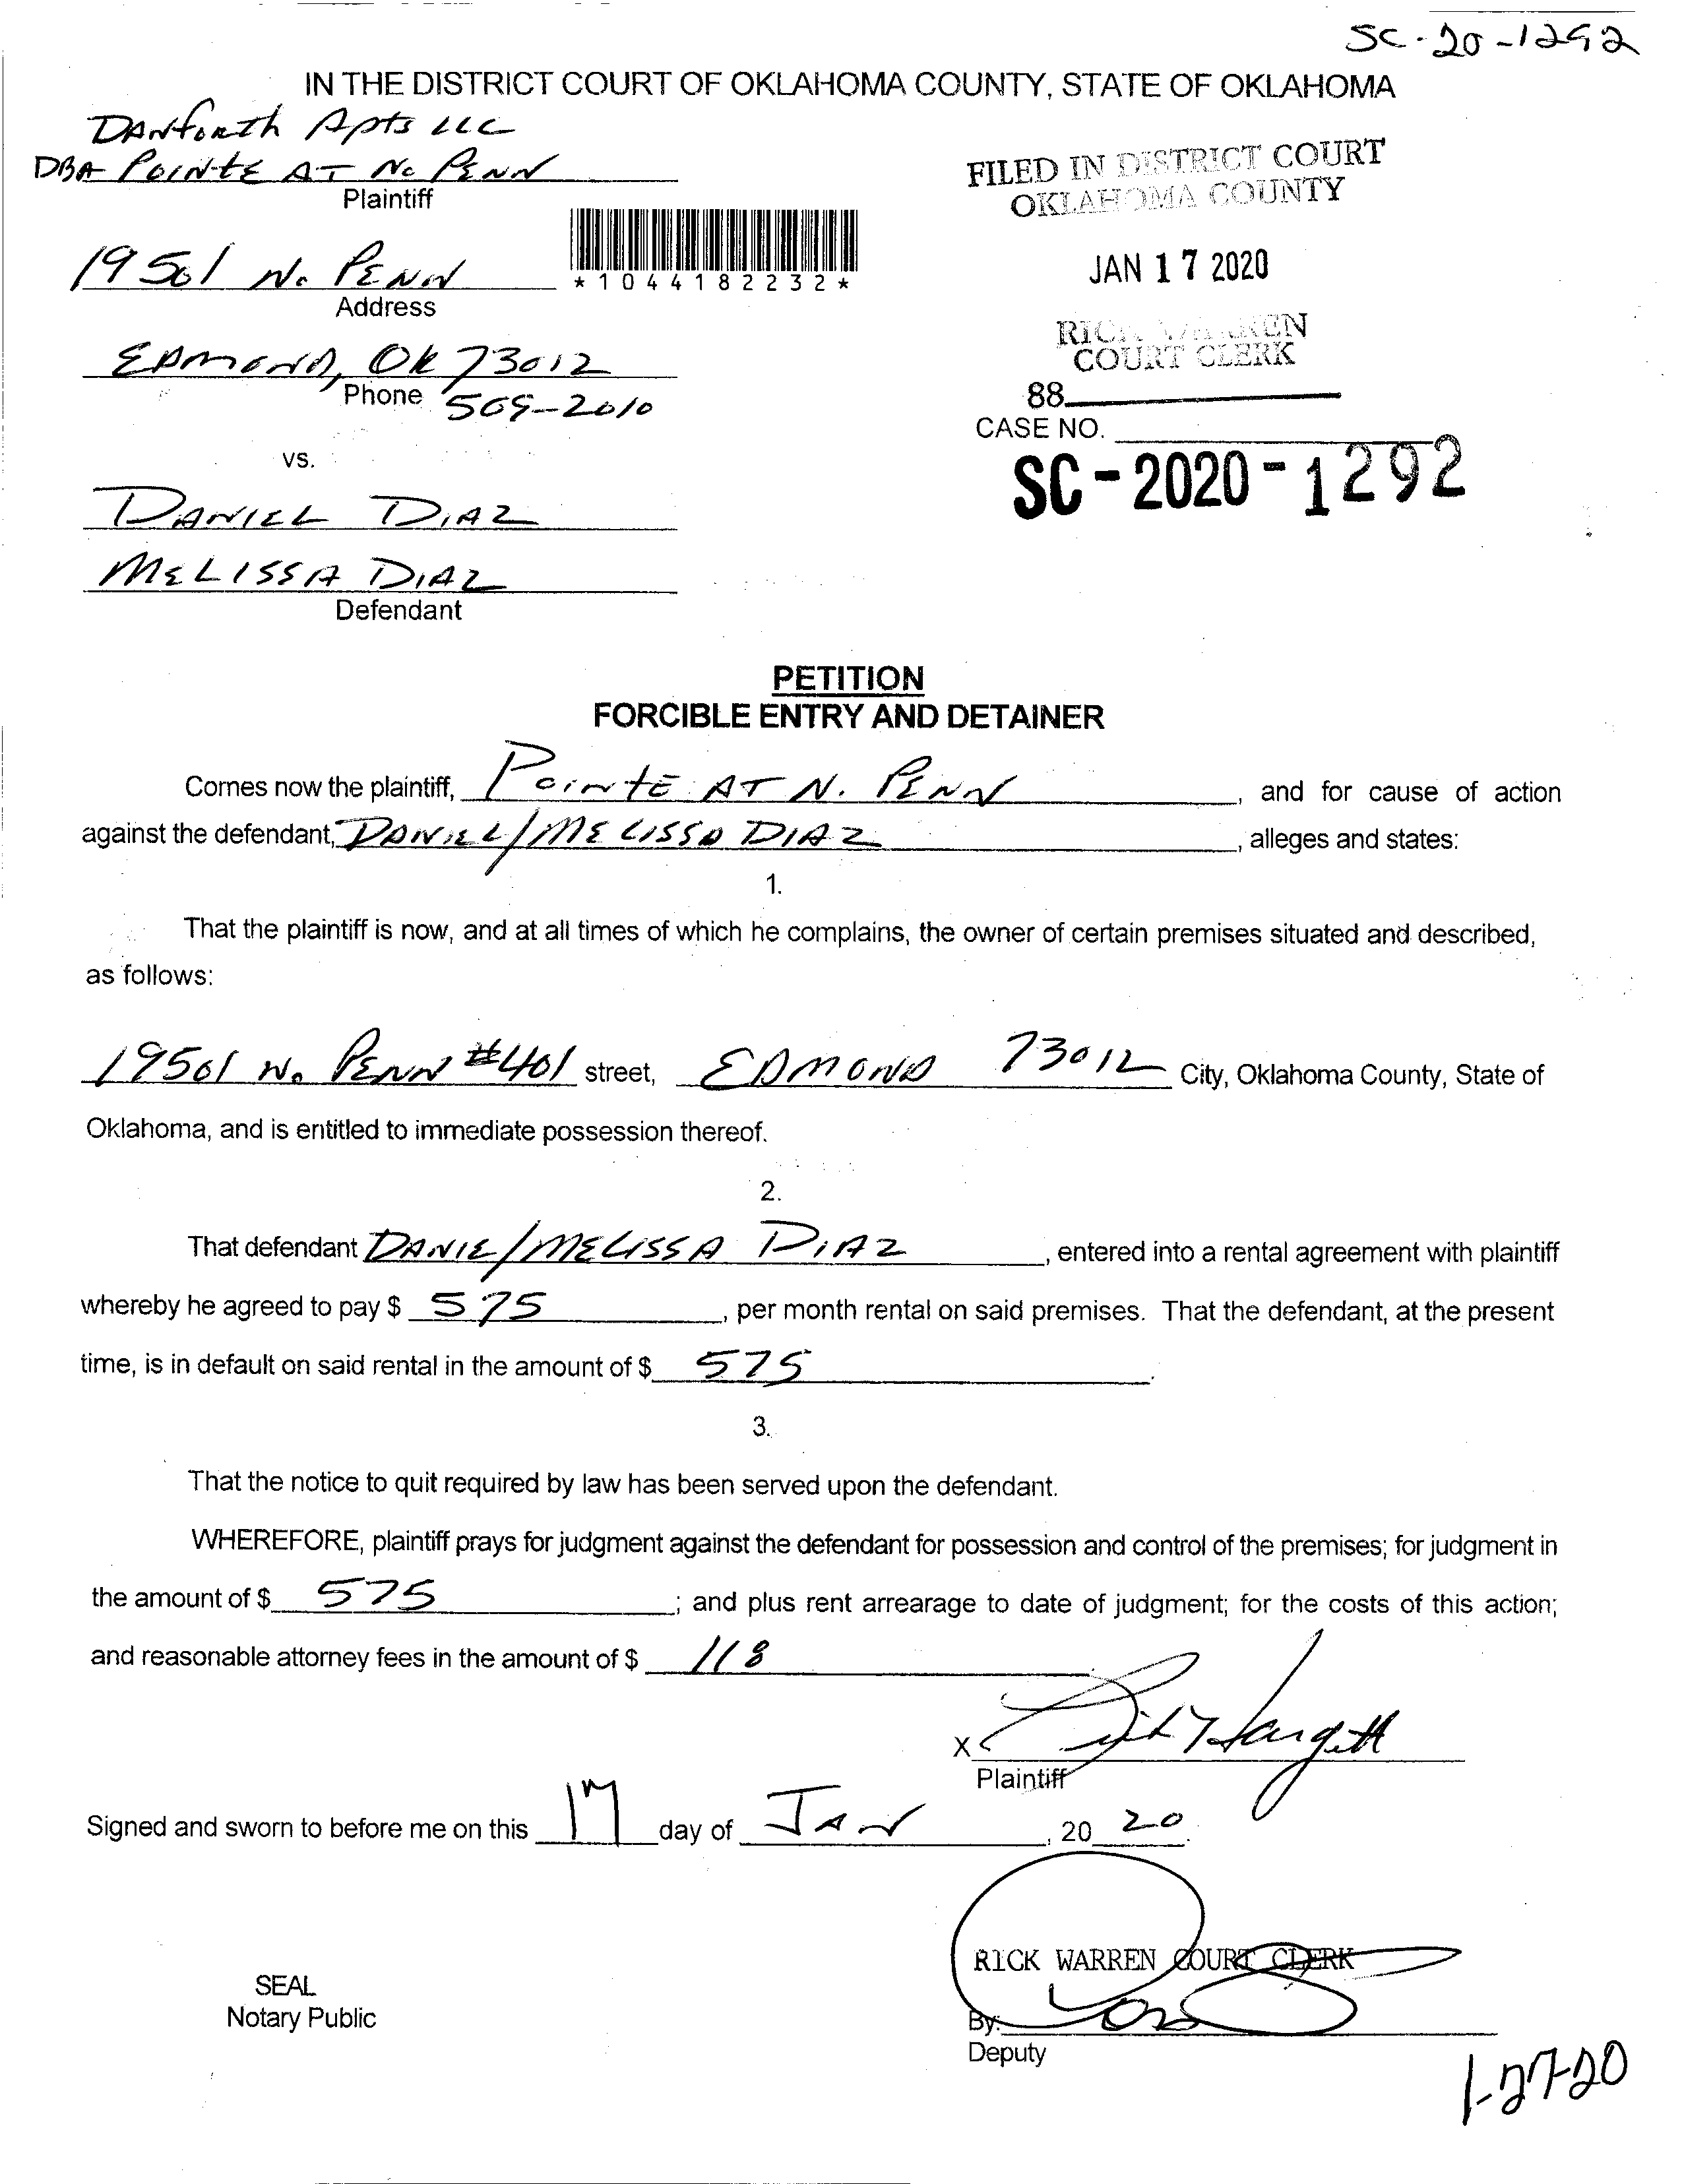 SC-20-1292
IN THE DISTRICT COURT OF OKLAHOMA COUNTY, STATE OF OKLAHOMA
DANforth Apts LLC
DBA POINtE AT No PENN
Plaintiff
FILED IN DISTRICT COURT
OKLAHOMA COUNTY
19501 No. PENN
Address
*1044182232*
JAN 17 2020
RICK WARREN
COURT CLERK
EDMOND, OK 73012
Phone 509-2010
88
CASE NO.
SC-2020-1292
vs.
DANIEL DIAZ
MELISSA DIAZ
Defendant
PETITION
FORCIBLE ENTRY AND DETAINER
Comes now the plaintiff, POINtE AT N. PENN, and for cause of action
against the defendant, DANIEL/MELISSA DIAZ, alleges and states:
1.
That the plaintiff is now, and at all times of which he complains, the owner of certain premises situated and described,
as follows:
19501 No. PENN #401 street, EDMOND 73012 City, Oklahoma County, State of
Oklahoma, and is entitled to immediate possession thereof.
2.
That defendant DANIE/MELISSA DIAZ, entered into a rental agreement with plaintiff
whereby he agreed to pay $ 575, per month rental on said premises. That the defendant, at the present
time, is in default on said rental in the amount of $ 575.
3.
That the notice to quit required by law has been served upon the defendant.
WHEREFORE, plaintiff prays for judgment against the defendant for possession and control of the premises; for judgment in
the amount of $ 575; and plus rent arrearage to date of judgment; for the costs of this action;
and reasonable attorney fees in the amount of $ 118.
X
Plaintiff
Signed and sworn to before me on this 17 day of JAN, 20 20.
RICK WARREN COURT CLERK
SEAL
Notary Public
By:
Deputy
1-27-20